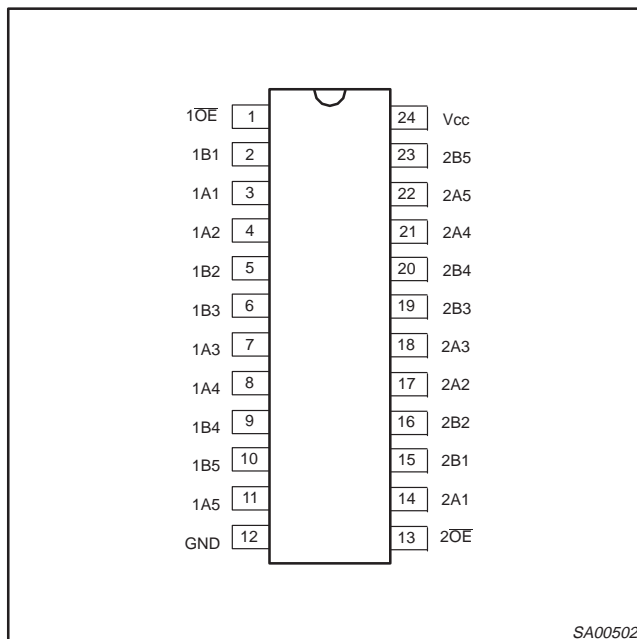 1O̅E̅ 1 24 Vcc
1B1 2 23 2B5
1A1 3 22 2A5
1A2 4 21 2A4
1B2 5 20 2B4
1B3 6 19 2B3
1A3 7 18 2A3
1A4 8 17 2A2
1B4 9 16 2B2
1B5 10 15 2B1
1A5 11 14 2A1
GND 12 13 2O̅E̅
SA00502